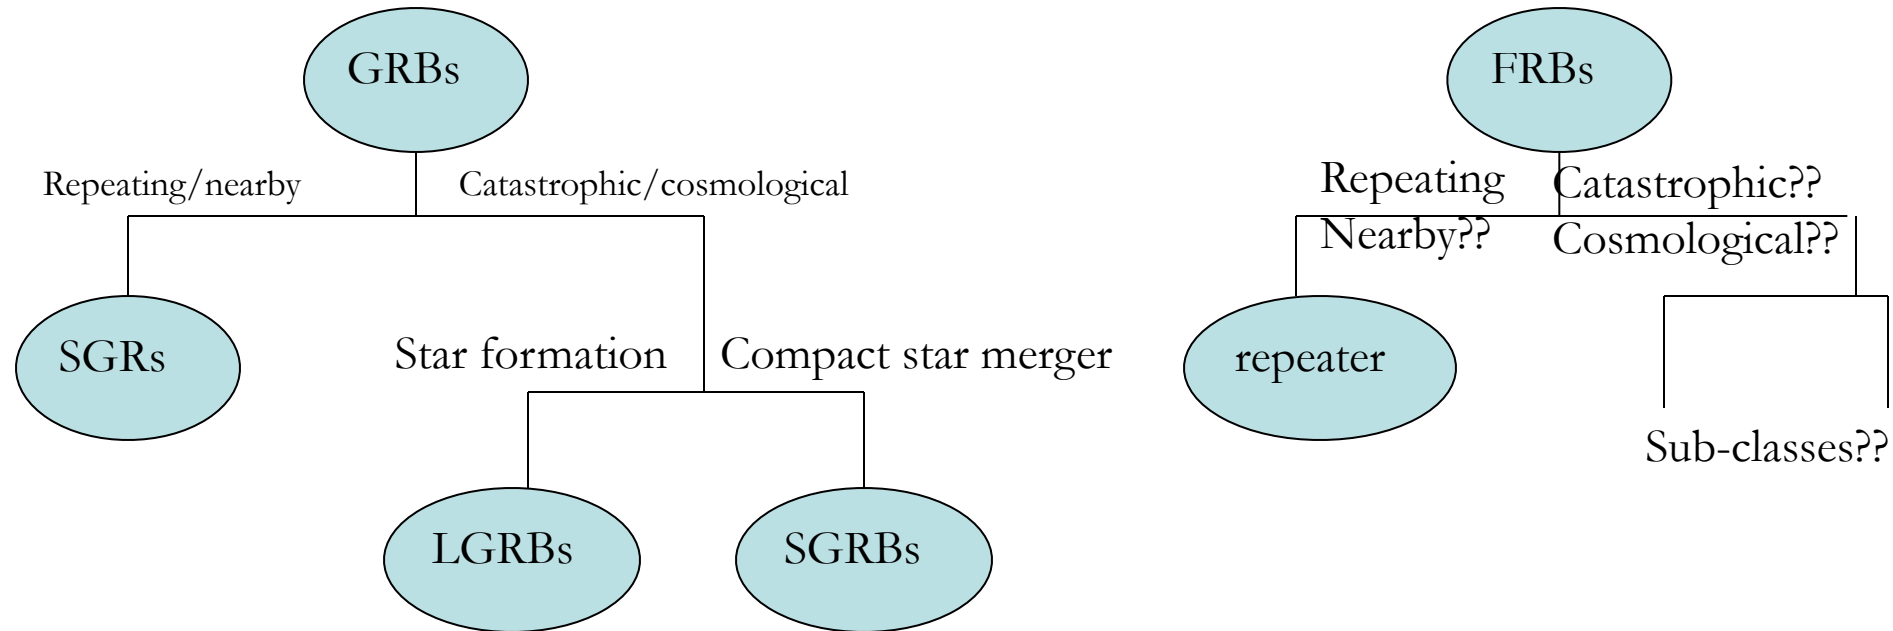 GRBs
Repeating/nearby
Catastrophic/cosmological
SGRs
Star formation
Compact star merger
LGRBs
SGRBs
FRBs
Repeating
Nearby??
Catastrophic??
Cosmological??
repeater
Sub-classes??